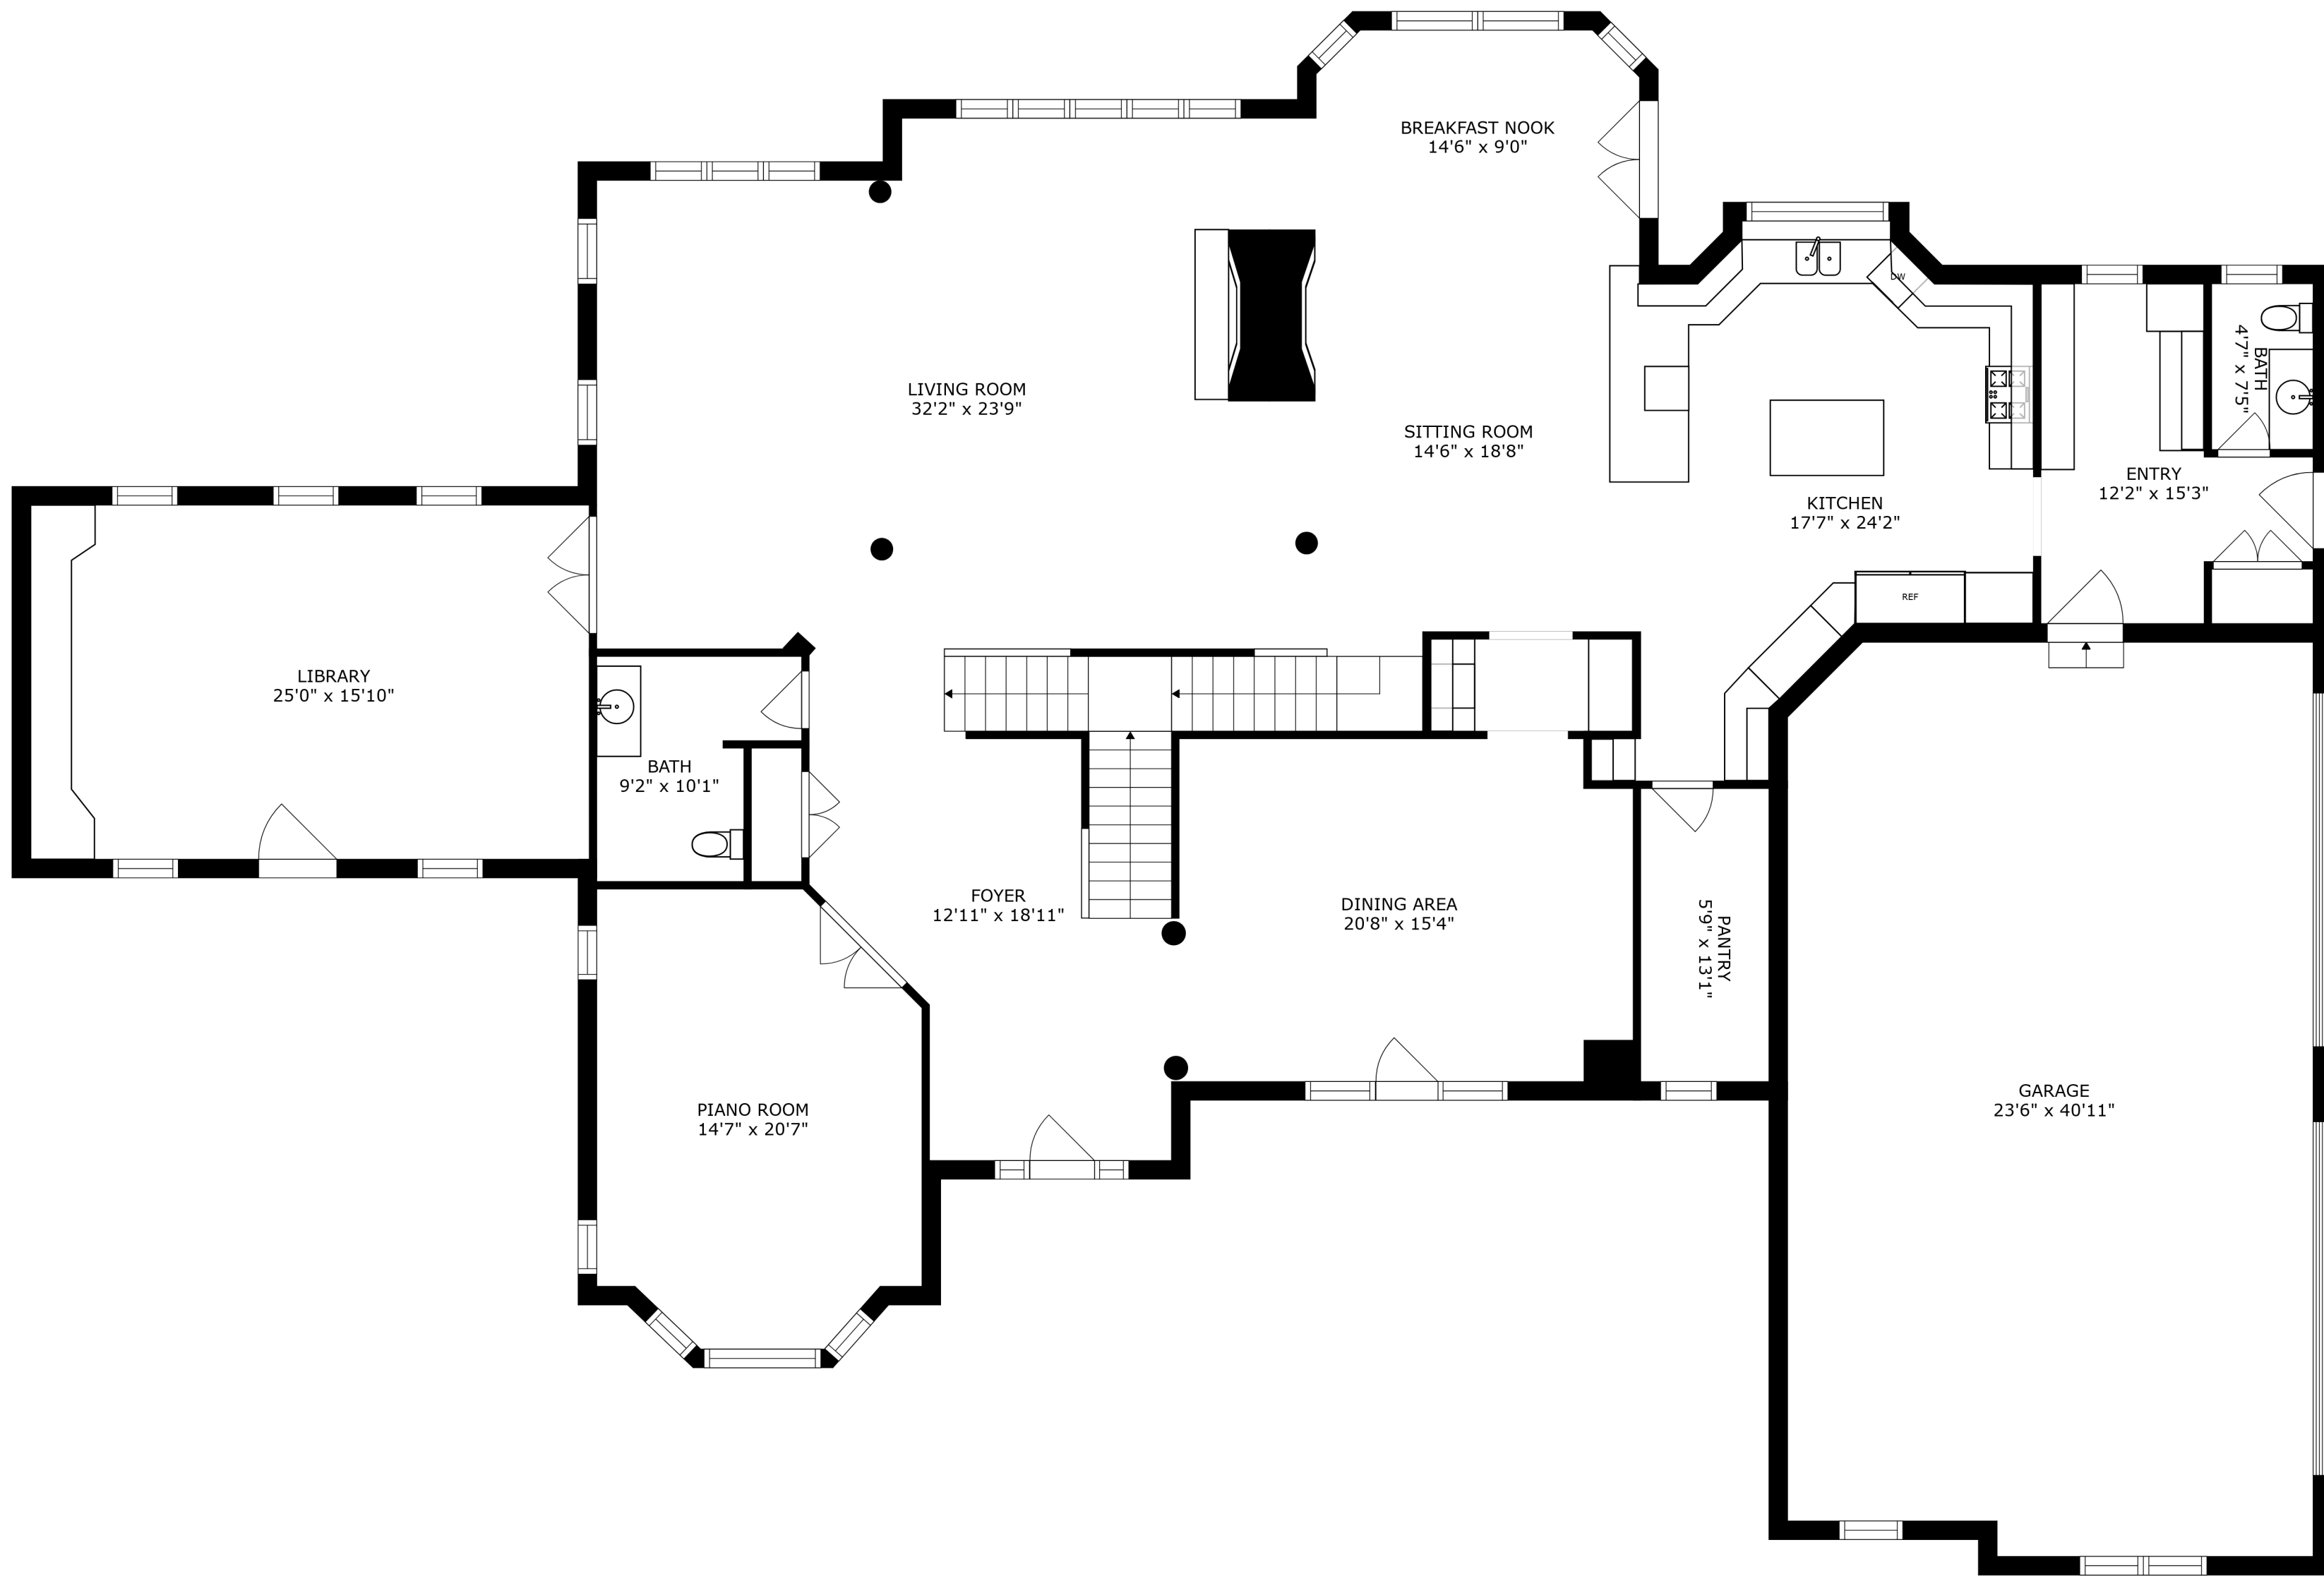 BREAKFAST NOOK
14'6" x 9'0"
DW
BATH
4'7" x 7'5"
LIVING ROOM
32'2" x 23'9"
SITTING ROOM
14'6" x 18'8"
ENTRY
12'2" x 15'3"
KITCHEN
17'7" x 24'2"
REF
LIBRARY
25'0" x 15'10"
BATH
9'2" x 10'1"
FOYER
12'11" x 18'11"
DINING AREA
20'8" x 15'4"
PANTRY
5'9" x 13'1"
PIANO ROOM
14'7" x 20'7"
GARAGE
23'6" x 40'11"